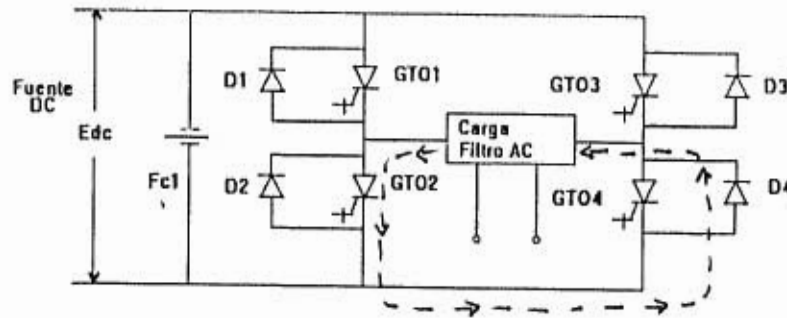 Fuente
DC
Edc
Fc1
D1
GTO1
D2
GTO2
Carga
Filtro AC
GTO3
D3
GTO4
D4